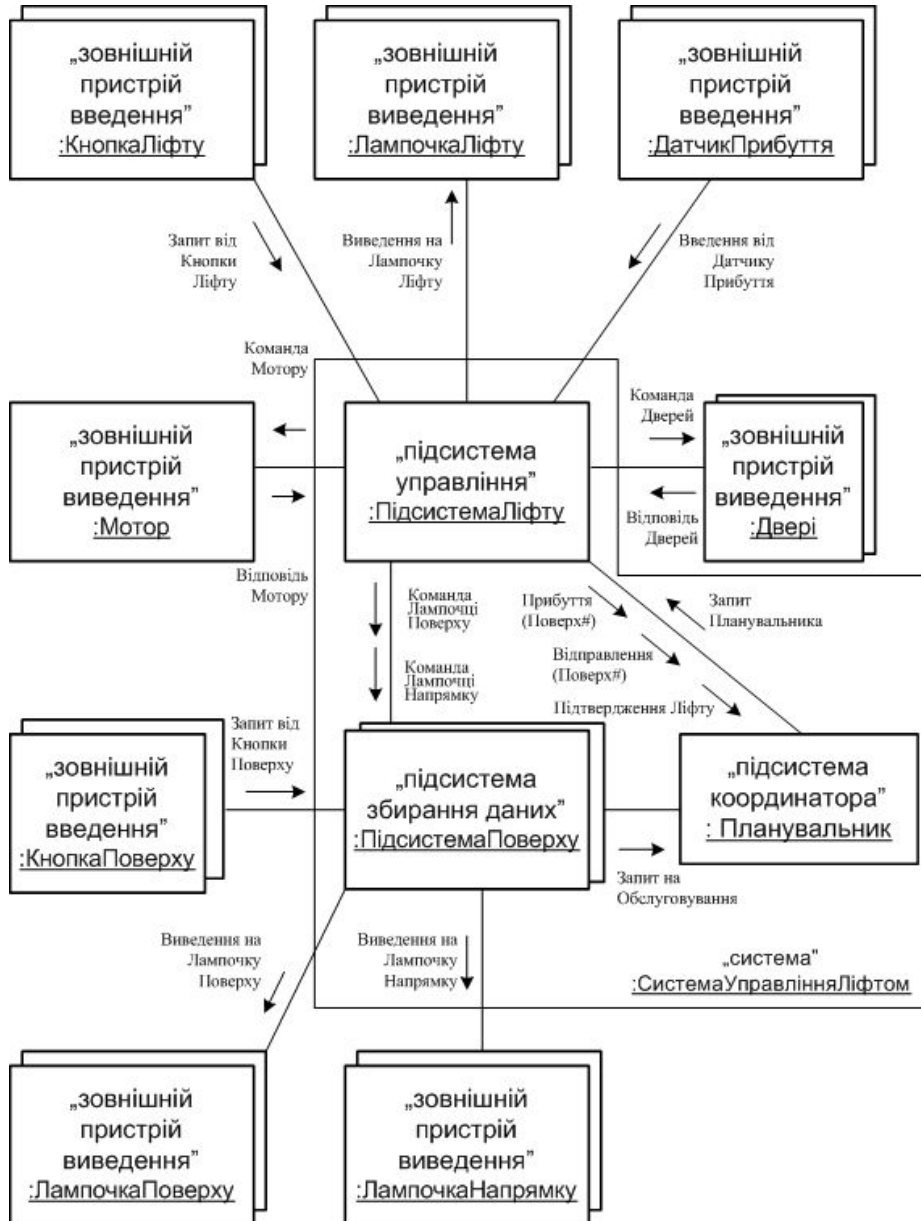 „зовнішній
пристрій
введення”
:КнопкаЛіфту
„зовнішній
пристрій
виведення”
:ЛампочкаЛіфту
„зовнішній
пристрій
введення”
:ДатчикПрибуття
Запит від
Кнопки
Ліфту
Виведення на
Лампочку
Ліфту
Введення від
Датчику
Прибуття
Команда
Мотору
„зовнішній
пристрій
виведення”
:Мотор
Відповідь
Мотору
„підсистема
управління”
:ПідсистемаЛіфту
Команда
Дверей
Відповідь
Дверей
„зовнішній
пристрій
виведення”
:Двері
Команда
Лампочці
Поверху
Команда
Лампочці
Напрямку
Прибуття
(Поверх#)
Відправлення
(Поверх#)
Підтвердження Ліфту
Запит
Планувальника
„зовнішній
пристрій
введення”
:КнопкаПоверху
Запит від
Кнопки
Поверху
„підсистема
збирання даних”
:ПідсистемаПоверху
„підсистема
координатора”
: Планувальник
Запит на
Обслуговування
Виведення на
Лампочку
Поверху
Виведення на
Лампочку
Напрямку
„система”
:СистемаУправлінняЛіфтом
„зовнішній
пристрій
виведення”
:ЛампочкаПоверху
„зовнішній
пристрій
виведення”
:ЛампочкаНапрямку